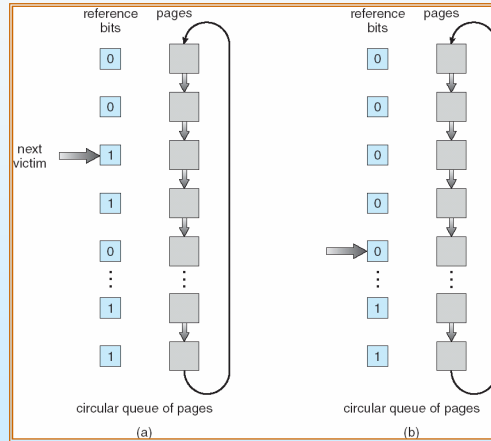 reference pages
bits
0
0
next
victim
1
1
0
1
1
circular queue of pages
(a)
reference pages
bits
0
0
0
0
0
1
1
circular queue of pages
(b)